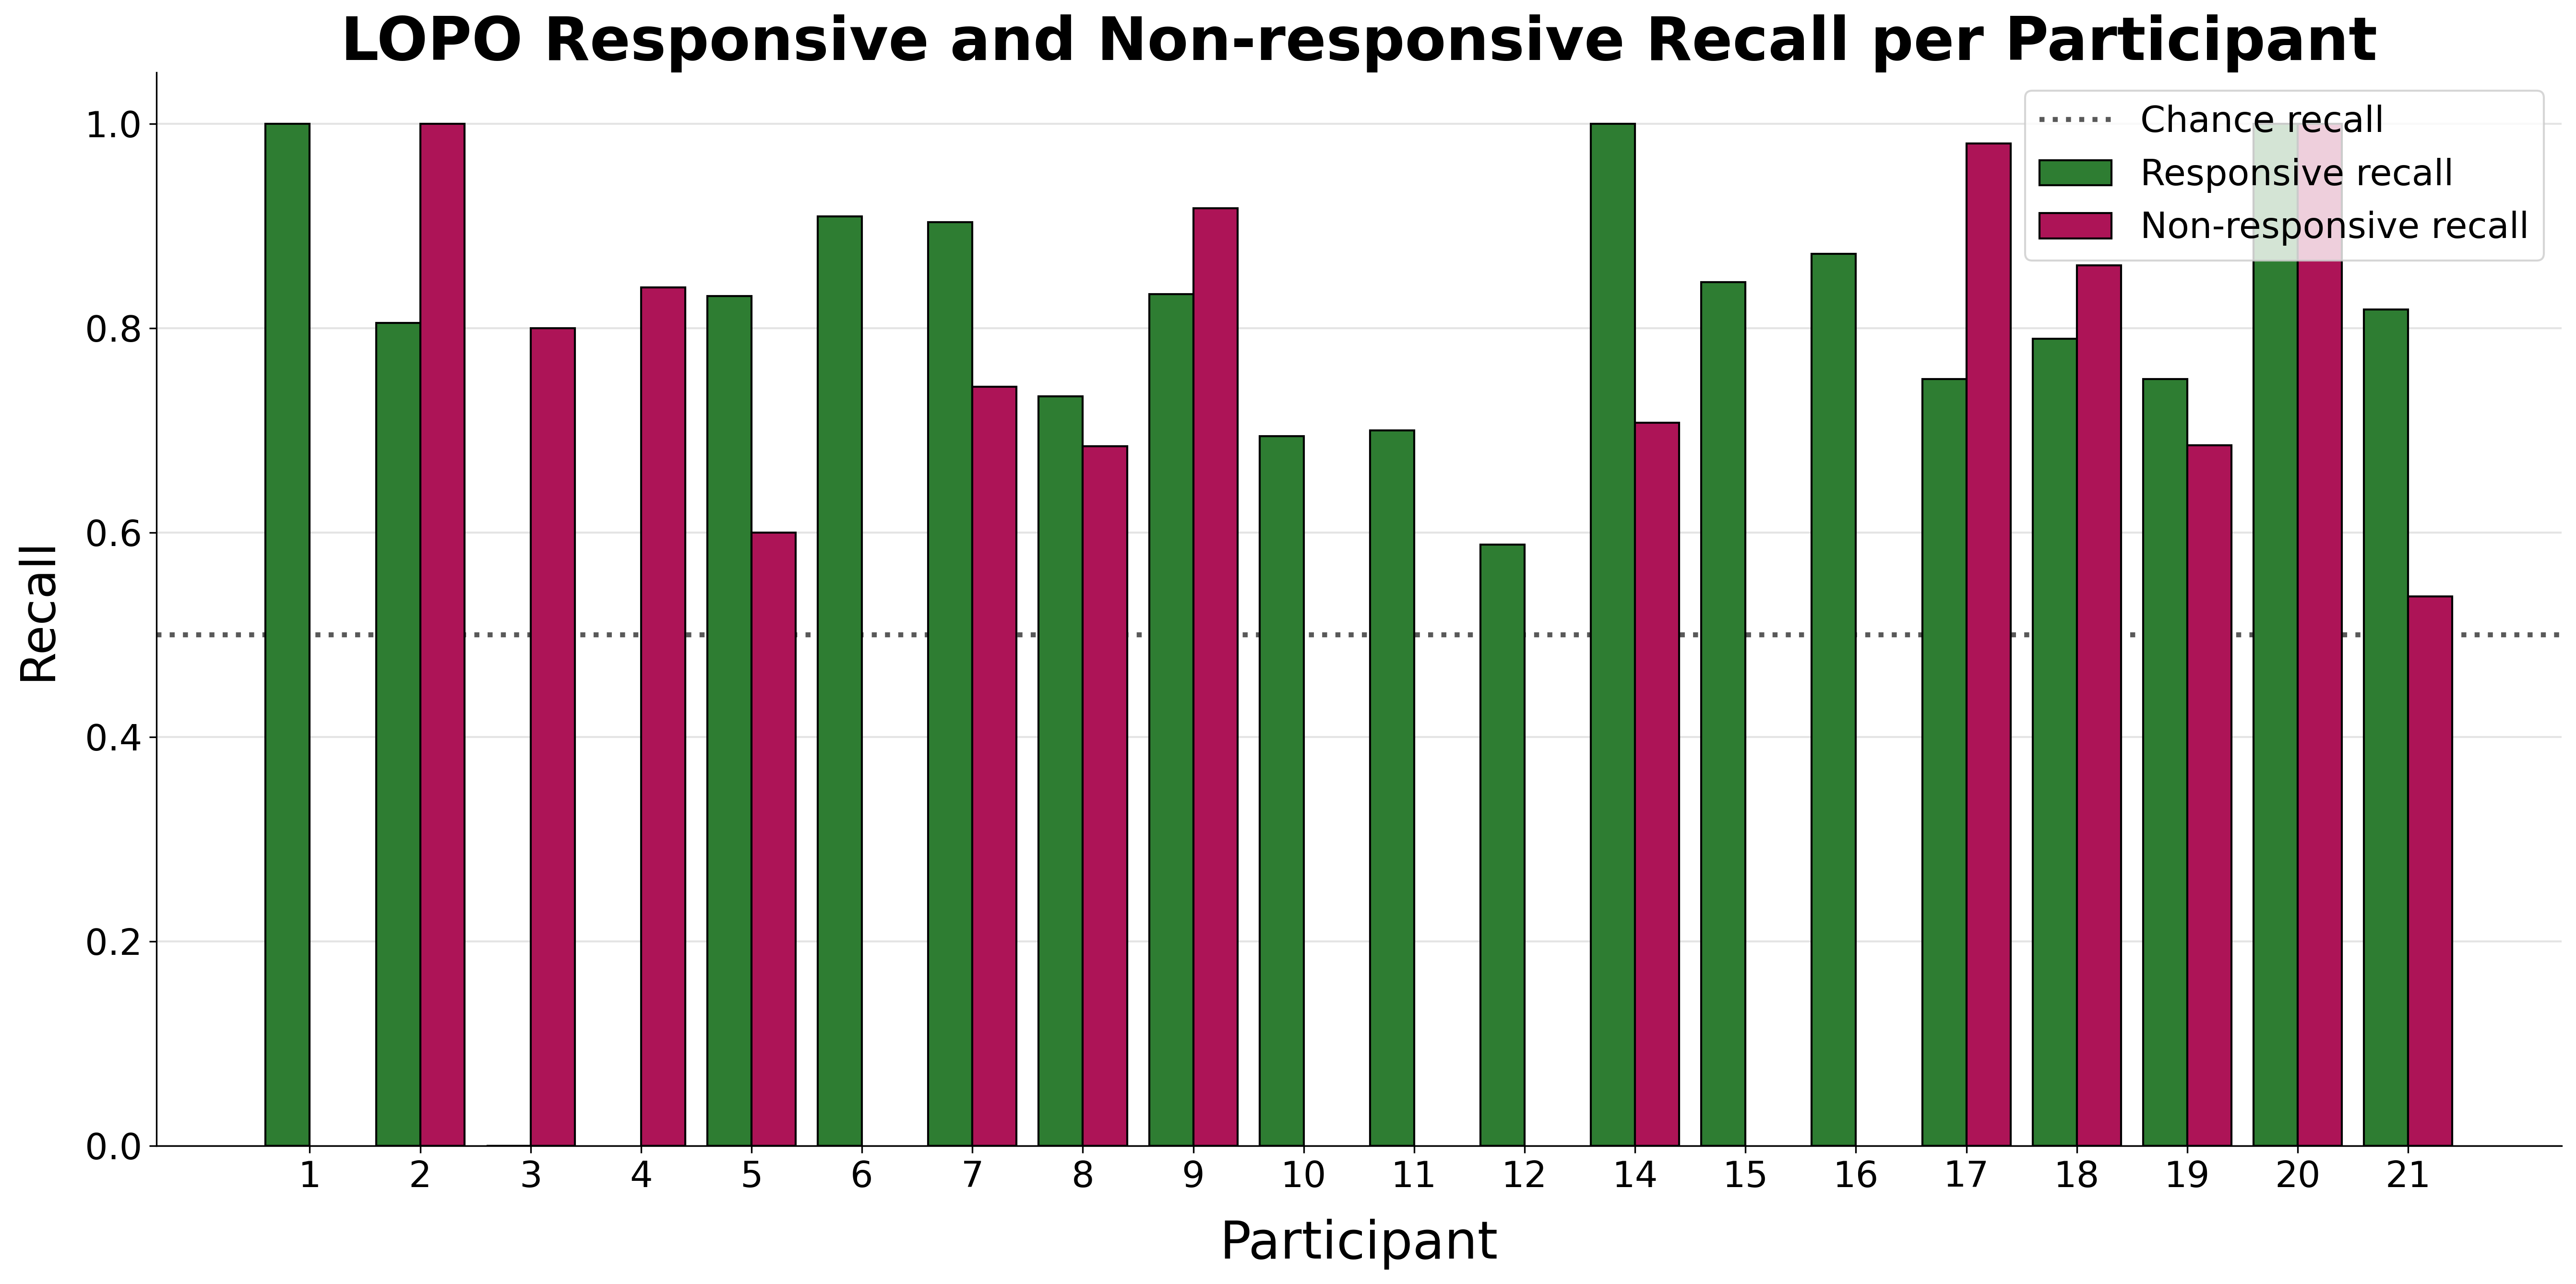 LOPO Responsive and Non-responsive Recall per Participant
Chance recall
Responsive recall
Non-responsive recall
Recall
1.0
0.8
0.6
0.4
0.2
0.0
1 2 3 4 5 6 7 8 9 10 11 12 14 15 16 17 18 19 20 21
Participant